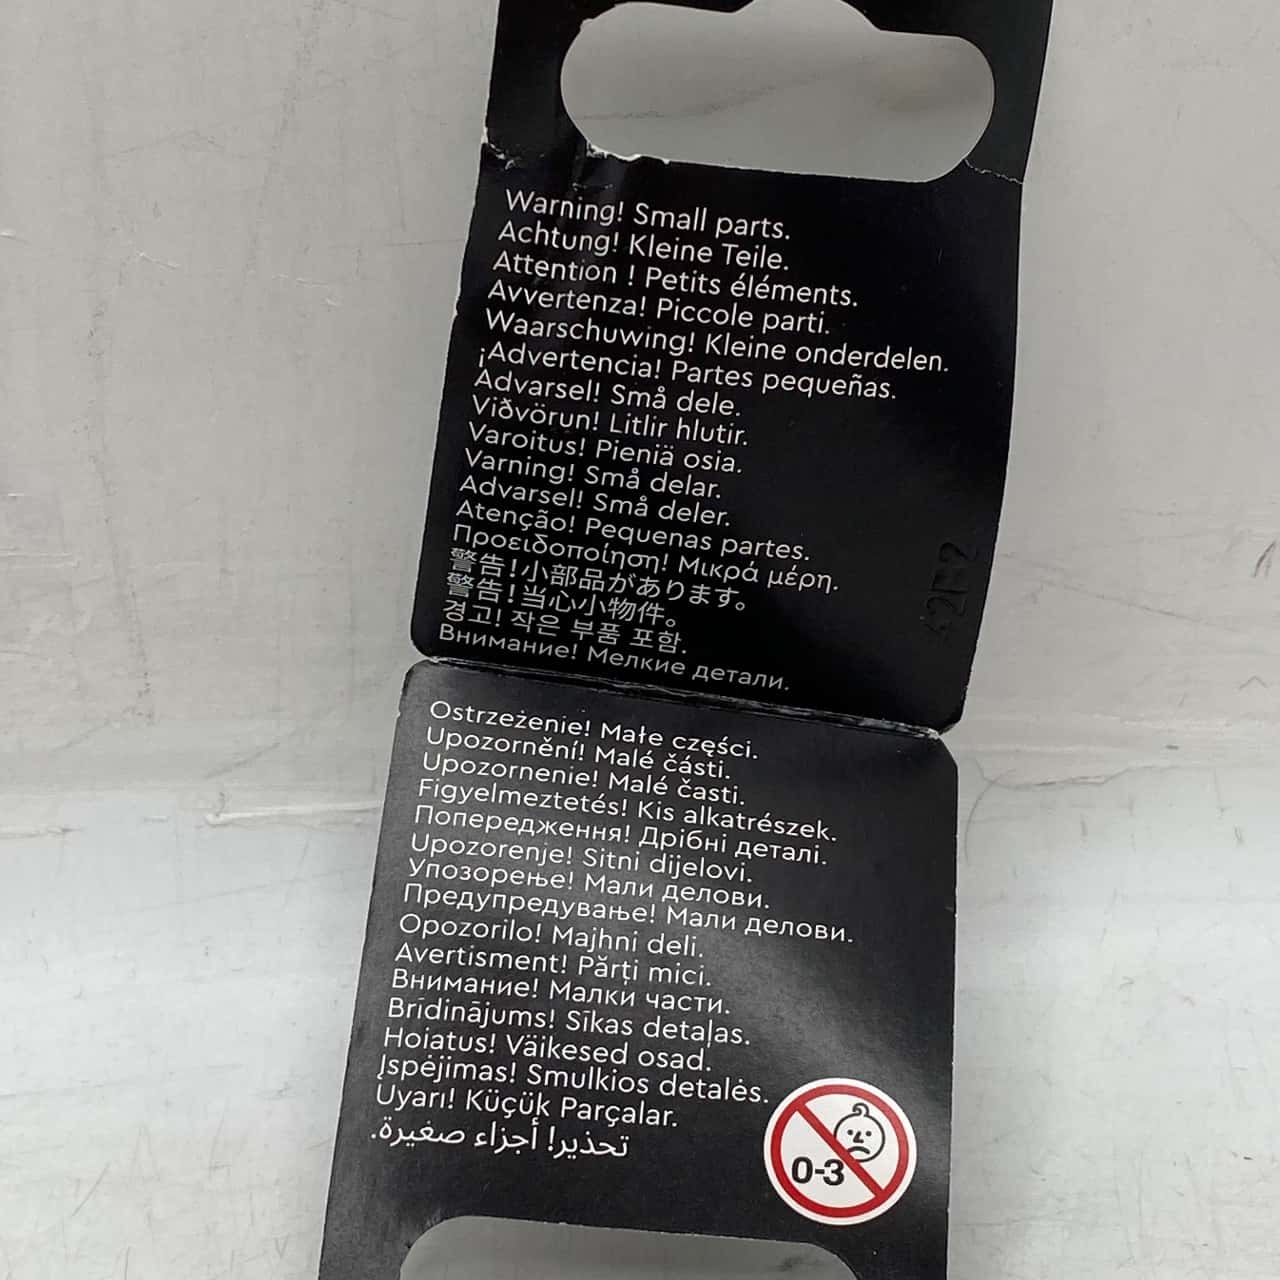 Warning! Small parts.
Achtung! Kleine Teile.
Attention ! Petits éléments.
Avvertenza! Piccole parti.
Waarschuwing! Kleine onderdelen.
¡Advertencia! Partes pequeñas.
Advarsel! Små dele.
Viðvörun! Litlir hlutir.
Varoitus! Pieniä osia.
Varning! Små delar.
Advarsel! Små deler.
Atenção! Pequenas partes.
Προειδοποίηση! Μικρά μέρη.
警告!小部品があります。
警告!当心小物件。
경고! 작은 부품 포함.
Внимание! Мелкие детали.
Ostrzeżenie! Małe części.
Upozornění! Malé části.
Upozornenie! Malé časti.
Figyelmeztetés! Kis alkatrészek.
Попередження! Дрібні деталі.
Upozorenje! Sitni dijelovi.
Упозорење! Мали делови.
Предупредување! Мали делови.
Opozorilo! Majhni deli.
Avertisment! Părți mici.
Внимание! Малки части.
Brīdinājums! Sīkas detaļas.
Hoiatus! Väikesed osad.
Įspėjimas! Smulkios detalės.
Uyarı! Küçük Parçalar.
تحذير! أجزاء صغيرة.
0-3